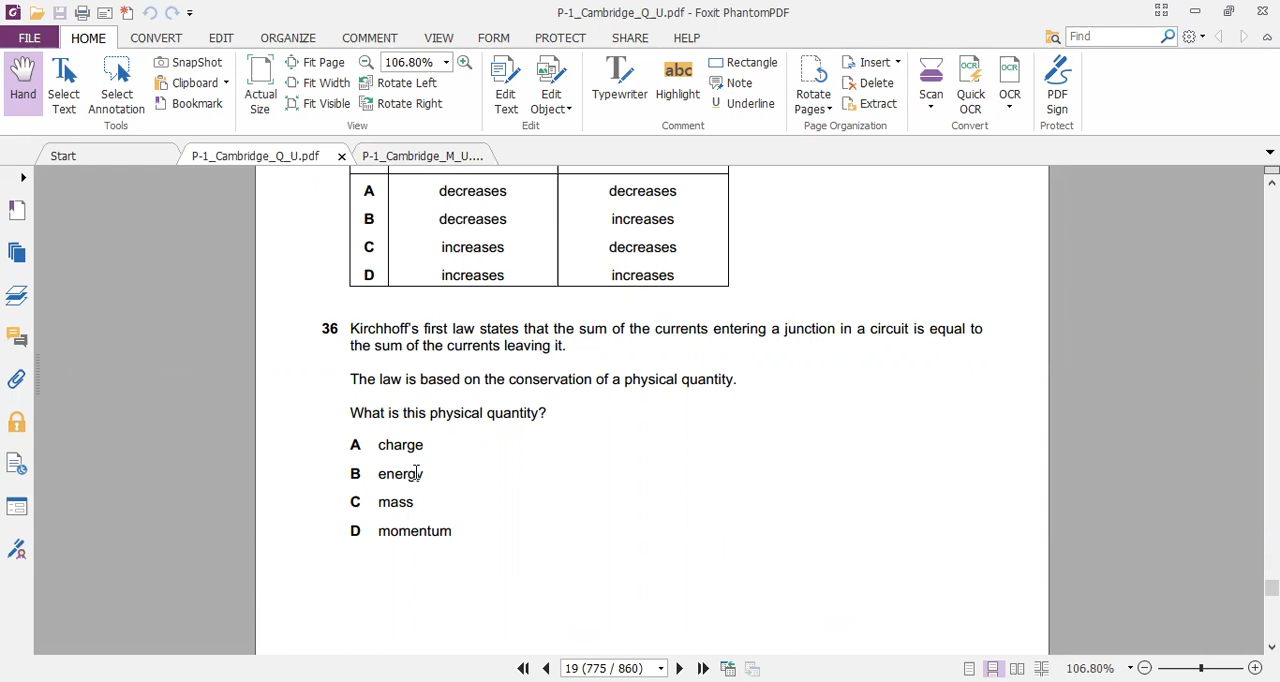 P-1_Cambridge_Q_U.pdf - Foxit PhantomPDF
FILE HOME CONVERT EDIT ORGANIZE COMMENT VIEW FORM PROTECT SHARE HELP Find
Hand
Select Text
Select Annotation
SnapShot
Clipboard
Bookmark
Tools
Actual Size
Fit Page
Fit Width
Fit Visible
106.80%
Rotate Left
Rotate Right
View
Edit Text
Edit Object
Edit
Typewriter
abc
Highlight
Rectangle
Note
U Underline
Comment
Rotate Pages
Insert
Delete
Extract
Page Organization
Scan
OCR
Quick OCR
OCR
OCR
Convert
PDF Sign
Protect
Start P-1_Cambridge_Q_U.pdf P-1_Cambridge_M_U....
A decreases decreases
B decreases increases
C increases decreases
D increases increases
36 Kirchhoff's first law states that the sum of the currents entering a junction in a circuit is equal to
the sum of the currents leaving it.
The law is based on the conservation of a physical quantity.
What is this physical quantity?
A charge
B energy
C mass
D momentum
19 (775 / 860) 106.80%